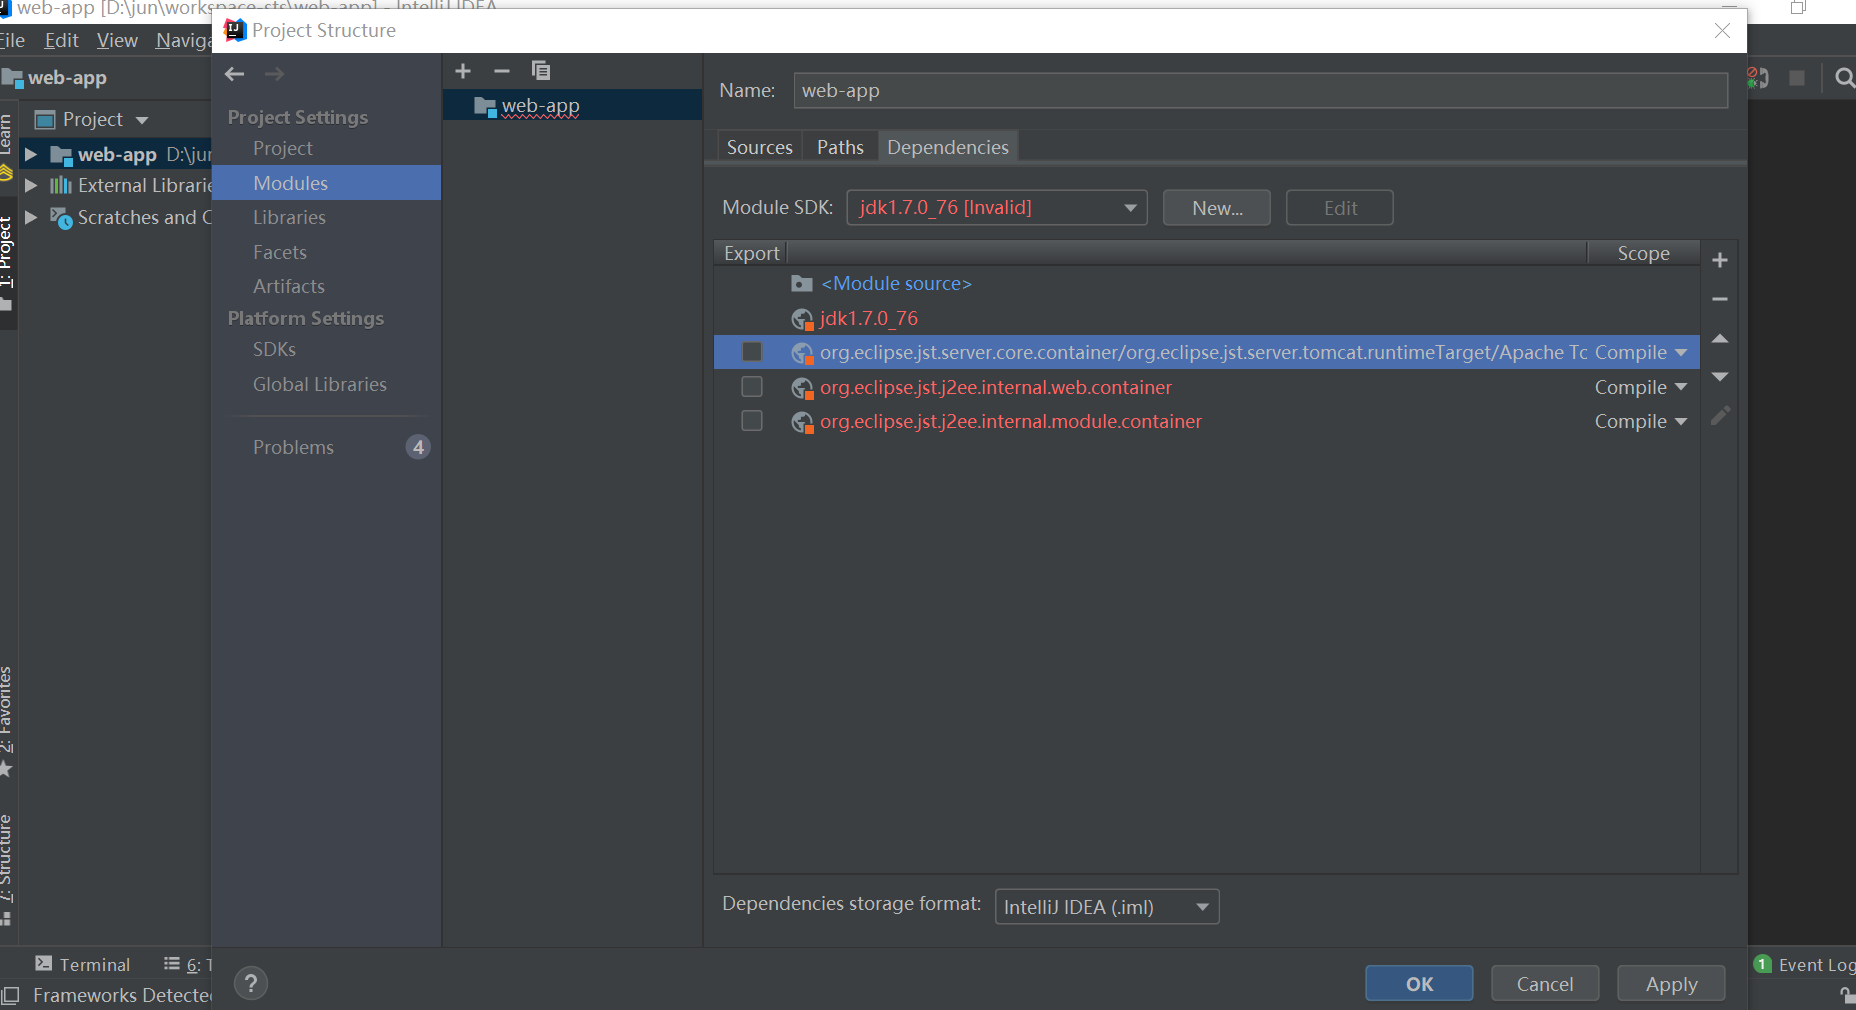 web-app [D:\jun\workspace-sts\web-app] - IntelliJ IDEA
Project Structure
File Edit View Naviga
web-app
Project
web-app D:\jun
External Librarie
Scratches and C
Learn
1: Project
2: Favorites
7: Structure
Project Settings
Project
Modules
Libraries
Facets
Artifacts
Platform Settings
SDKs
Global Libraries
Problems 4
web-app
Name: web-app
Sources Paths Dependencies
Module SDK: jdk1.7.0_76 [Invalid] New... Edit
Export Scope
<Module source>
jdk1.7.0_76
org.eclipse.jst.server.core.container/org.eclipse.jst.server.tomcat.runtimeTarget/Apache Tc Compile
org.eclipse.jst.j2ee.internal.web.container Compile
org.eclipse.jst.j2ee.internal.module.container Compile
Dependencies storage format: IntelliJ IDEA (.iml)
? OK Cancel Apply
Terminal 6: T
1 Event Log
Frameworks Detected